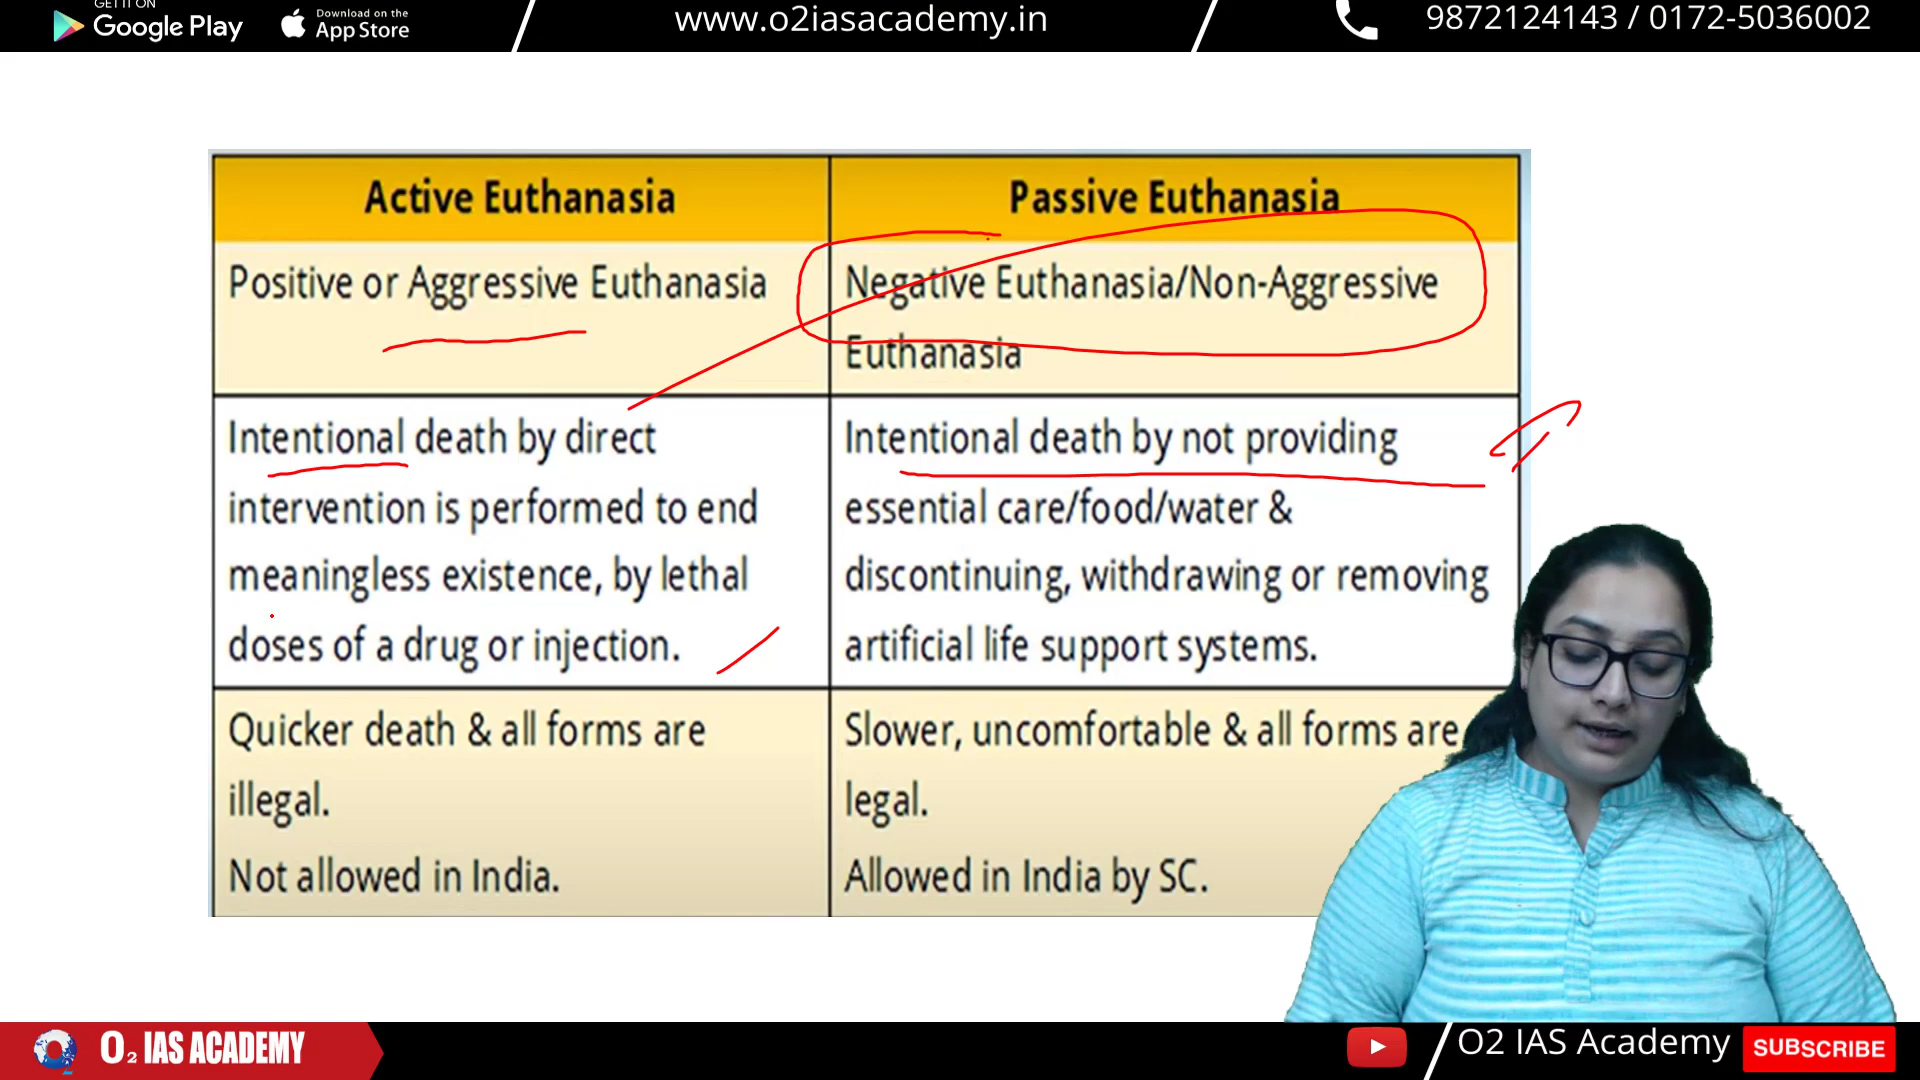 GET IT ON
Google Play
Download on the
App Store
www.o2iasacademy.in
9872124143 / 0172-5036002
Active Euthanasia
Passive Euthanasia
Positive or Aggressive Euthanasia
Negative Euthanasia/Non-Aggressive
Euthanasia
Intentional death by direct
intervention is performed to end
meaningless existence, by lethal
doses of a drug or injection.
Intentional death by not providing
essential care/food/water &
discontinuing, withdrawing or removing
artificial life support systems.
Quicker death & all forms are
illegal.
Not allowed in India.
Slower, uncomfortable & all forms are
legal.
Allowed in India by SC.
O2 IAS ACADEMY
O2 IAS Academy
SUBSCRIBE